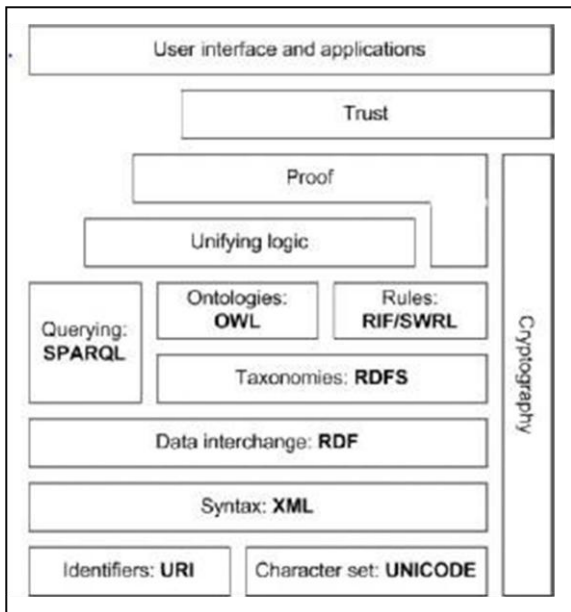 User interface and applications
Trust
Proof
Unifying logic
Ontologies:
OWL
Rules:
RIF/SWRL
Querying:
SPARQL
Taxonomies: RDFS
Data interchange: RDF
Syntax: XML
Identifiers: URI
Character set: UNICODE
Cryptography